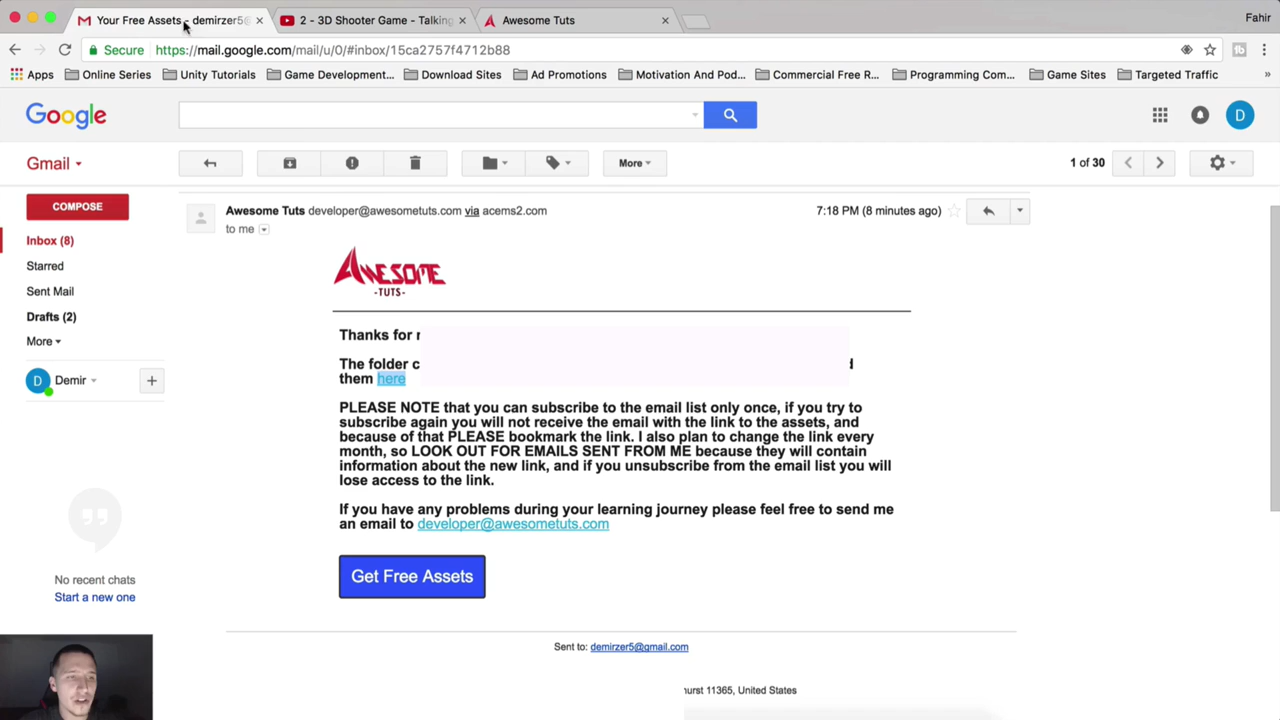 Your Free Assets - demirzer5@
2 - 3D Shooter Game - Talking
Awesome Tuts
Fahir
Secure
https://mail.google.com/mail/u/0/#inbox/15ca2757f4712b88
Apps
Online Series
Unity Tutorials
Game Development...
Download Sites
Ad Promotions
Motivation And Pod...
Commercial Free R...
Programming Com...
Game Sites
Targeted Traffic
»
Google
D
Gmail
More
1 of 30
COMPOSE
Awesome Tuts developer@awesometuts.com via acems2.com
7:18 PM (8 minutes ago)
to me
Inbox (8)
Starred
Sent Mail
Drafts (2)
More
D
Demir
AWESOME
-TUTS-
Thanks for
The folder
them here
PLEASE NOTE that you can subscribe to the email list only once, if you try to
subscribe again you will not receive the email with the link to the assets, and
because of that PLEASE bookmark the link. I also plan to change the link every
month, so LOOK OUT FOR EMAILS SENT FROM ME because they will contain
information about the new link, and if you unsubscribe from the email list you will
lose access to the link.
If you have any problems during your learning journey please feel free to send me
an email to developer@awesometuts.com
Get Free Assets
No recent chats
Start a new one
Sent to: demirzer5@gmail.com
hurst 11365, United States